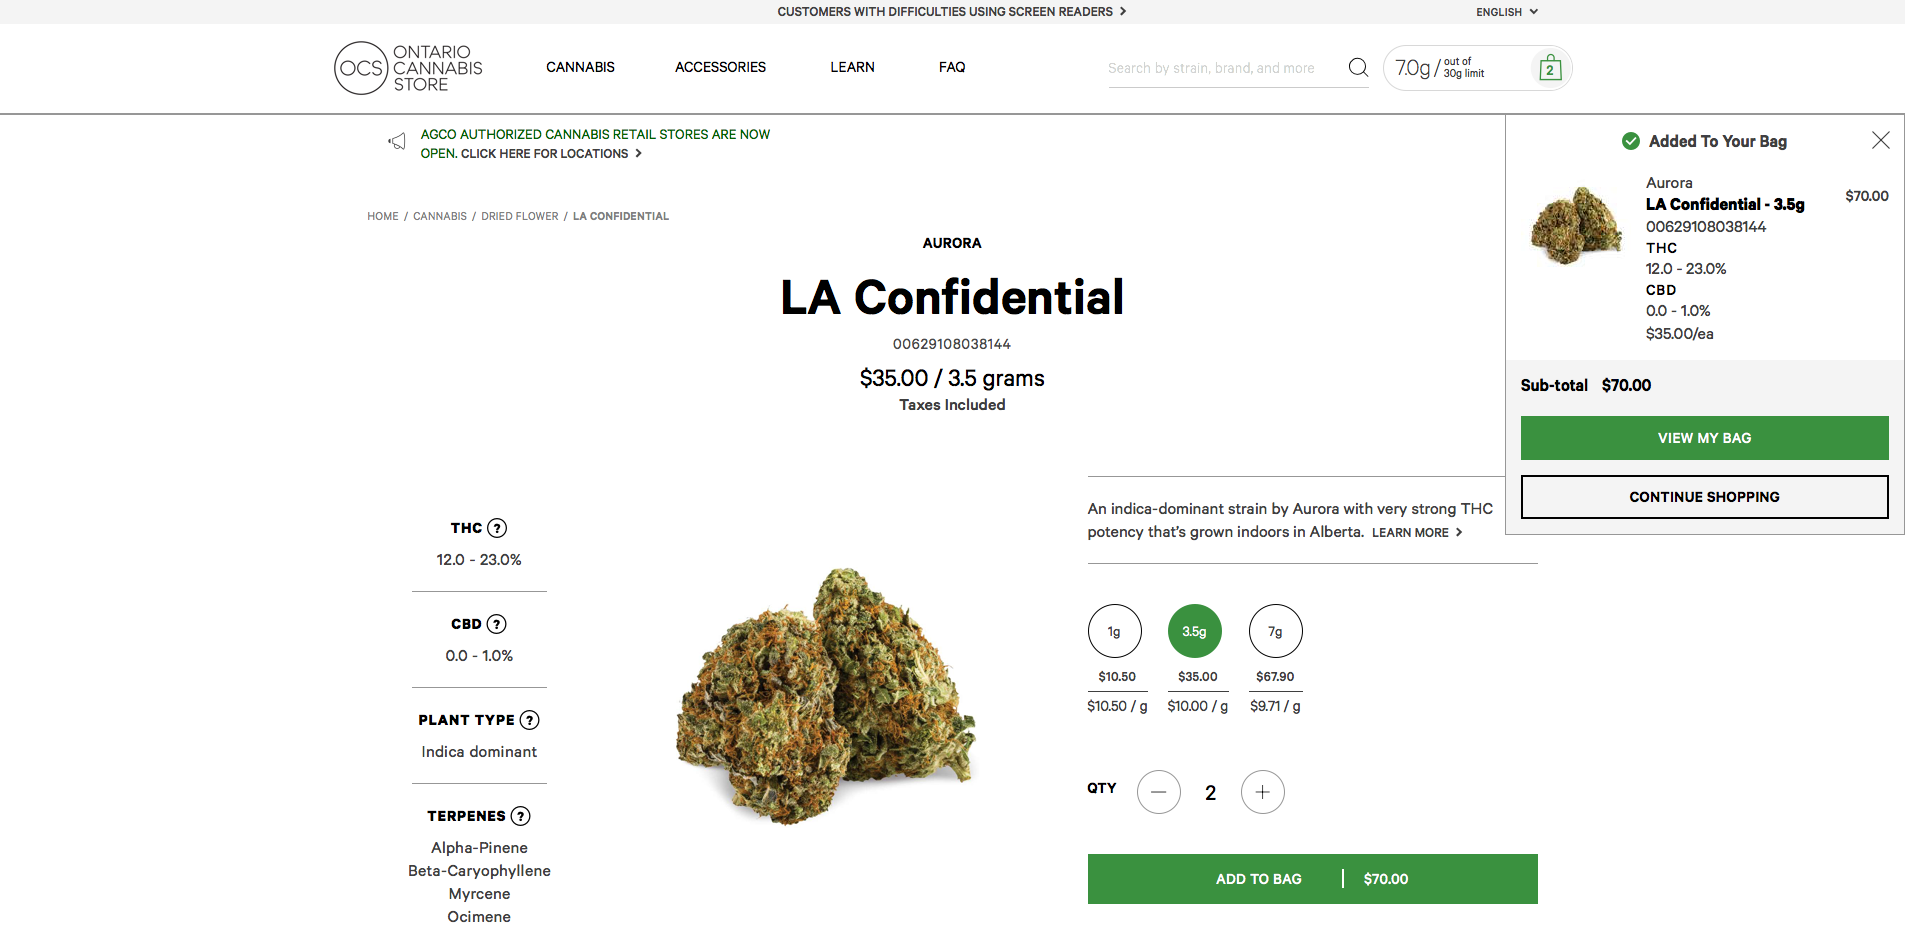 CUSTOMERS WITH DIFFICULTIES USING SCREEN READERS
ENGLISH
OCS
ONTARIO
CANNABIS
STORE
CANNABIS
ACCESSORIES
LEARN
FAQ
Search by strain, brand, and more
7.0g / out of
30g limit
2
AGCO AUTHORIZED CANNABIS RETAIL STORES ARE NOW
OPEN. CLICK HERE FOR LOCATIONS
HOME / CANNABIS / DRIED FLOWER / LA CONFIDENTIAL
AURORA
LA Confidential
00629108038144
$35.00 / 3.5 grams
Taxes Included
Added To Your Bag
Aurora
LA Confidential - 3.5g
$70.00
00629108038144
THC
12.0 - 23.0%
CBD
0.0 - 1.0%
$35.00/ea
Sub-total $70.00
VIEW MY BAG
CONTINUE SHOPPING
THC ?
12.0 - 23.0%
CBD ?
0.0 - 1.0%
PLANT TYPE ?
Indica dominant
TERPENES ?
Alpha-Pinene
Beta-Caryophyllene
Myrcene
Ocimene
An indica-dominant strain by Aurora with very strong THC
potency that's grown indoors in Alberta. LEARN MORE
1g 3.5g 7g
$10.50 $35.00 $67.90
$10.50 / g $10.00 / g $9.71 / g
QTY 2
ADD TO BAG | $70.00